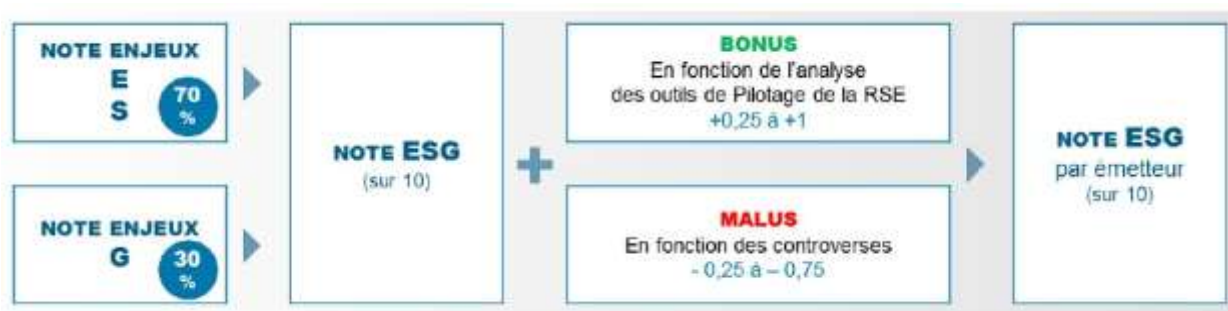 NOTE ENJEUX
E
S
70
%
NOTE ENJEUX
G
30
%
NOTE ESG
(sur 10)
BONUS
En fonction de l'analyse
des outils de Pilotage de la RSE
+0,25 à +1
MALUS
En fonction des controverses
- 0,25 à – 0,75
NOTE ESG
par émetteur
(sur 10)